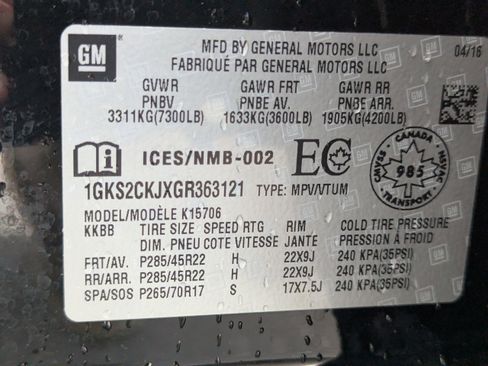 GM
MFD BY GENERAL MOTORS LLC
04/16
FABRIQUÉ PAR GENERAL MOTORS LLC
GVWR GAWR FRT GAWR RR
PNBV PNBE AV. PNBE ARR.
3311KG(7300LB) 1633KG(3600LB) 1905KG(4200LB)
ICES/NMB-002 EC
CANADA
985
TRANSPORT
1GKS2CKJXGR363121 TYPE: MPV/VTUM
MODEL/MODÈLE K15706
KKBB TIRE SIZE SPEED RTG RIM COLD TIRE PRESSURE
DIM. PNEU COTE VITESSE JANTE PRESSION À FROID
FRT/AV. P285/45R22 H 22X9J 240 KPA(35PSI)
RR/ARR. P285/45R22 H 22X9J 240 KPA(35PSI)
SPA/SOS P265/70R17 S 17X7.5J 240 KPA(35PSI)